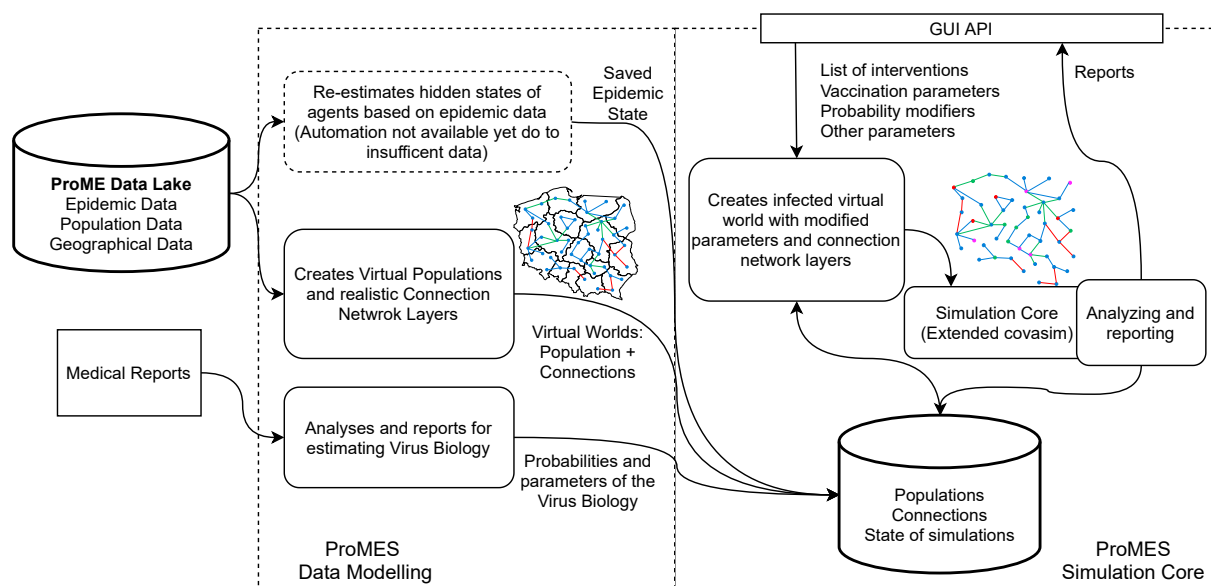 GUI API
List of interventions
Vaccination parameters
Probability modifiers
Other parameters
Reports
Saved
Epidemic
State
Re-estimates hidden states of
agents based on epidemic data
(Automation not available yet do to
insufficent data)
ProME Data Lake
Epidemic Data
Population Data
Geographical Data
Creates Virtual Populations
and realistic Connection
Netwrok Layers
Virtual Worlds:
Population +
Connections
Creates infected virtual
world with modified
parameters and connection
network layers
Simulation Core
(Extended covasim)
Analyzing and
reporting
Medical Reports
Analyses and reports for
estimating Virus Biology
Probabilities and
parameters of the
Virus Biology
Populations
Connections
State of simulations
ProMES
Data Modelling
ProMES
Simulation Core